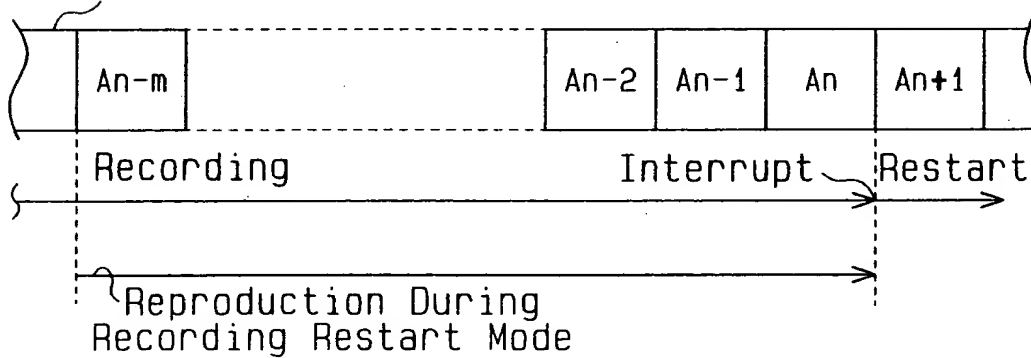 An-m An-2 An-1 An An+1
Recording Interrupt Restart
Reproduction During
Recording Restart Mode